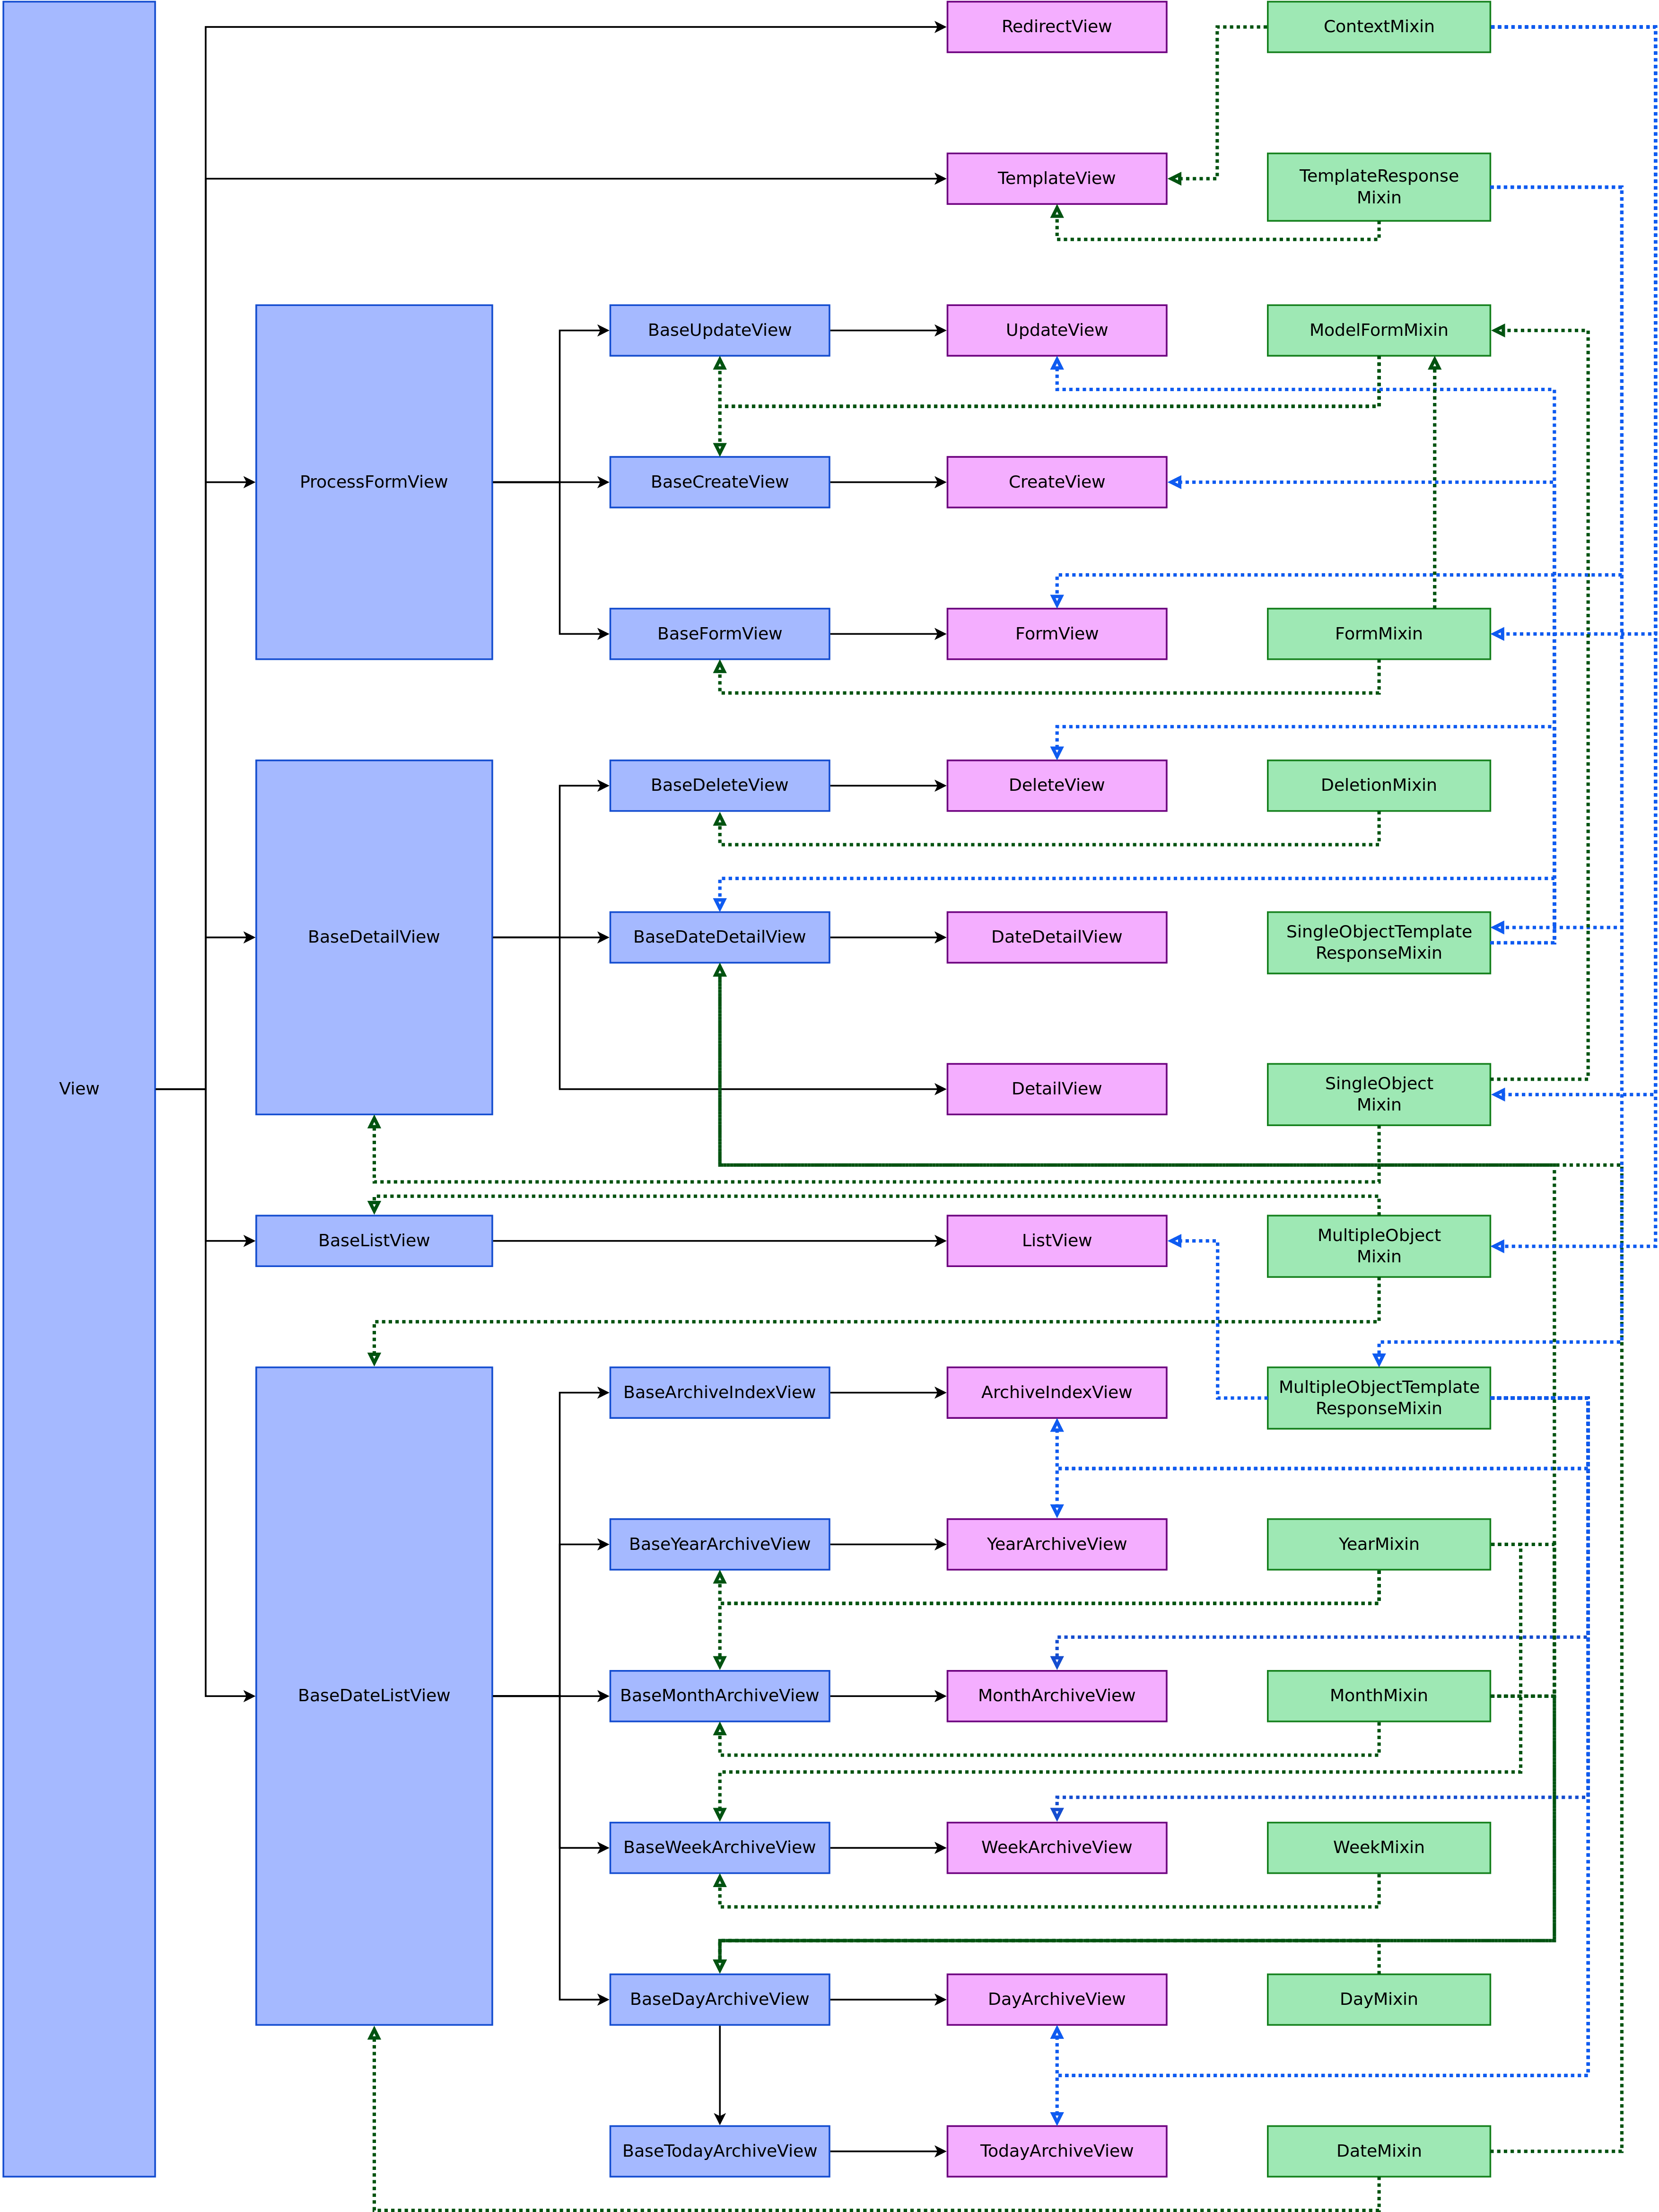 RedirectView
ContextMixin
TemplateView
TemplateResponse
Mixin
BaseUpdateView
UpdateView
ModelFormMixin
ProcessFormView
BaseCreateView
CreateView
BaseFormView
FormView
FormMixin
BaseDeleteView
DeleteView
DeletionMixin
BaseDetailView
BaseDateDetailView
DateDetailView
SingleObjectTemplate
ResponseMixin
View
DetailView
SingleObject
Mixin
BaseListView
ListView
MultipleObject
Mixin
BaseArchiveIndexView
ArchiveIndexView
MultipleObjectTemplate
ResponseMixin
BaseYearArchiveView
YearArchiveView
YearMixin
BaseDateListView
BaseMonthArchiveView
MonthArchiveView
MonthMixin
BaseWeekArchiveView
WeekArchiveView
WeekMixin
BaseDayArchiveView
DayArchiveView
DayMixin
BaseTodayArchiveView
TodayArchiveView
DateMixin